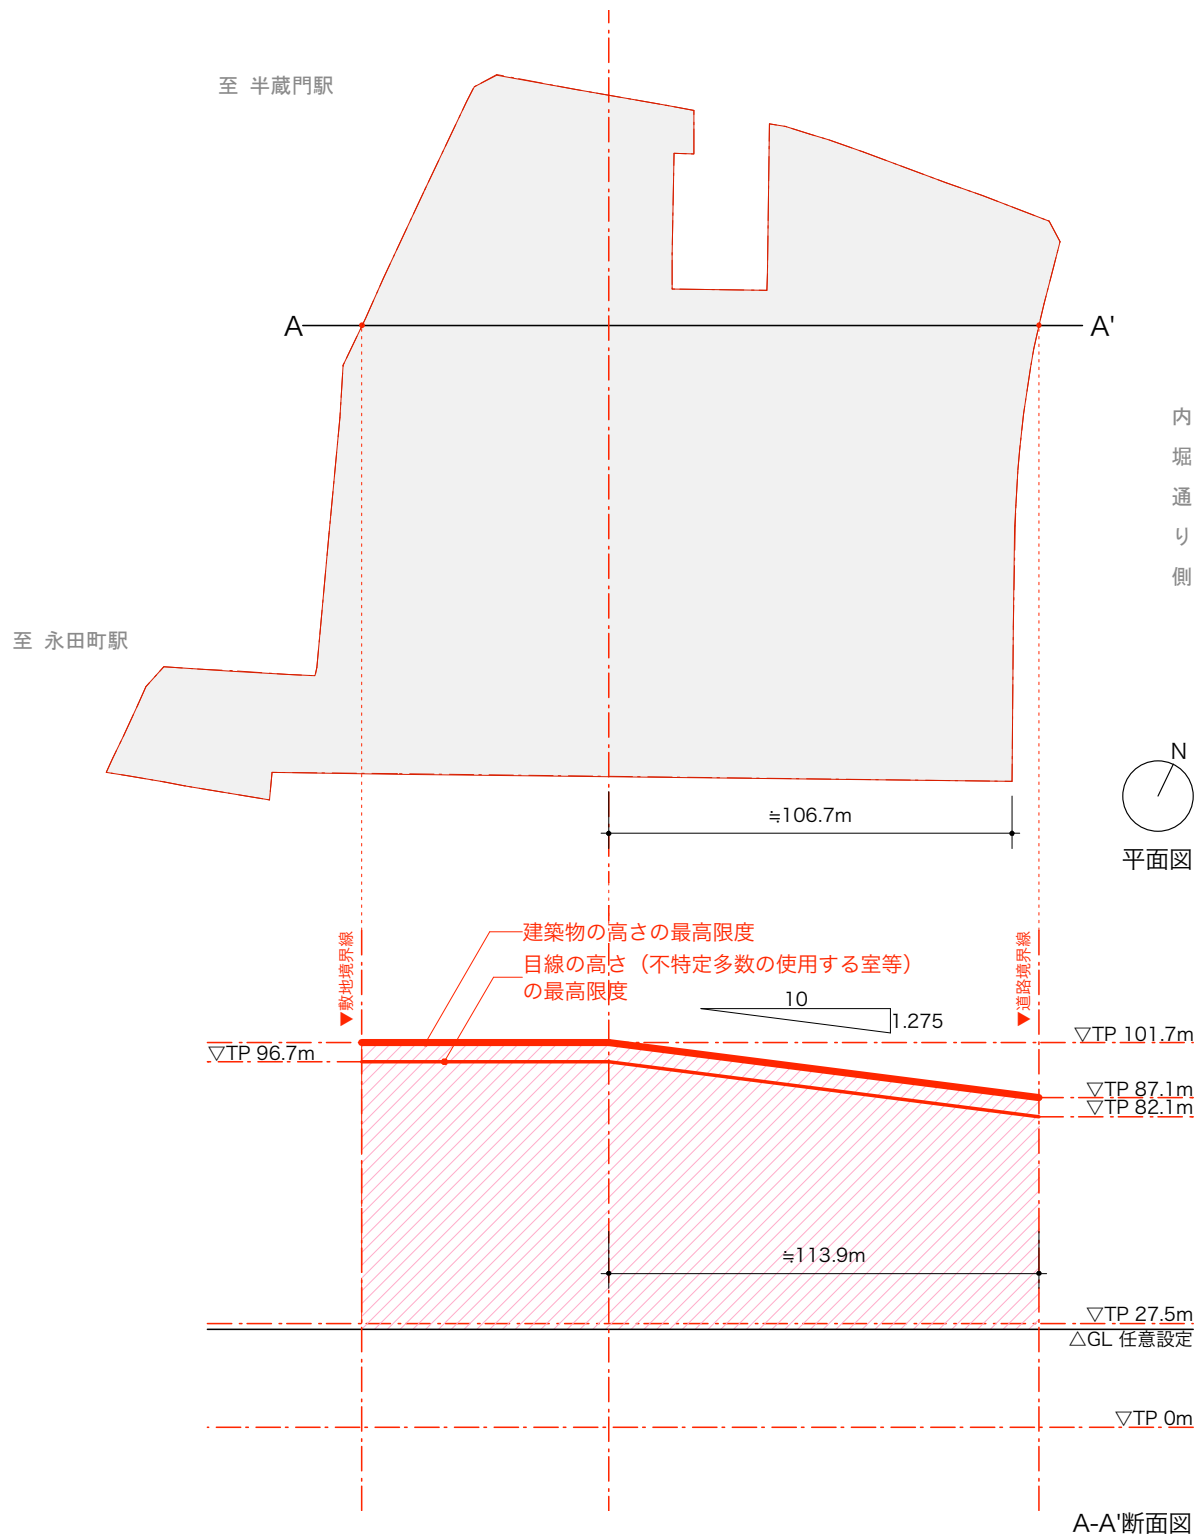 至 半蔵門駅
A
A'
内堀通り側
至 永田町駅
N
≒106.7m
平面図
建築物の高さの最高限度
目線の高さ（不特定多数の使用する室等）
の最高限度
▼敷地境界線
▼道路境界線
10
1.275
▽TP 101.7m
▽TP 96.7m
▽TP 87.1m
▽TP 82.1m
≒113.9m
▽TP 27.5m
△GL 任意設定
▽TP 0m
A-A'断面図